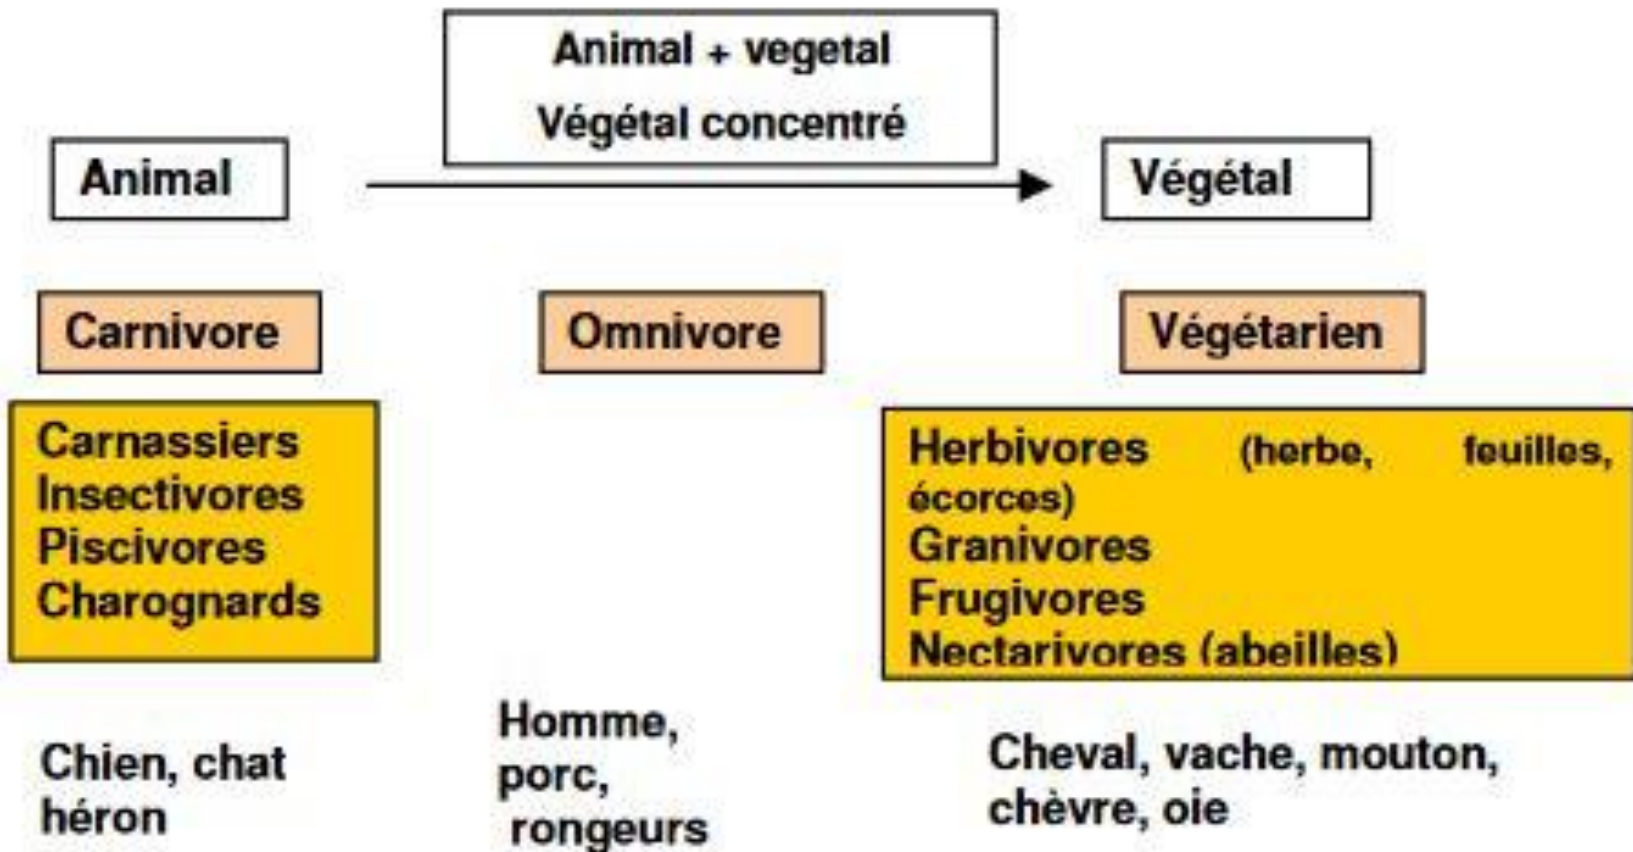 Animal + vegetal
Végétal concentré
Animal
Végétal
Carnivore
Omnivore
Végétarien
Carnassiers
Insectivores
Piscivores
Charognards
Herbivores (herbe, feuilles,
écorces)
Granivores
Frugivores
Nectarivores (abeilles)
Chien, chat
héron
Homme,
porc,
rongeurs
Cheval, vache, mouton,
chèvre, oie